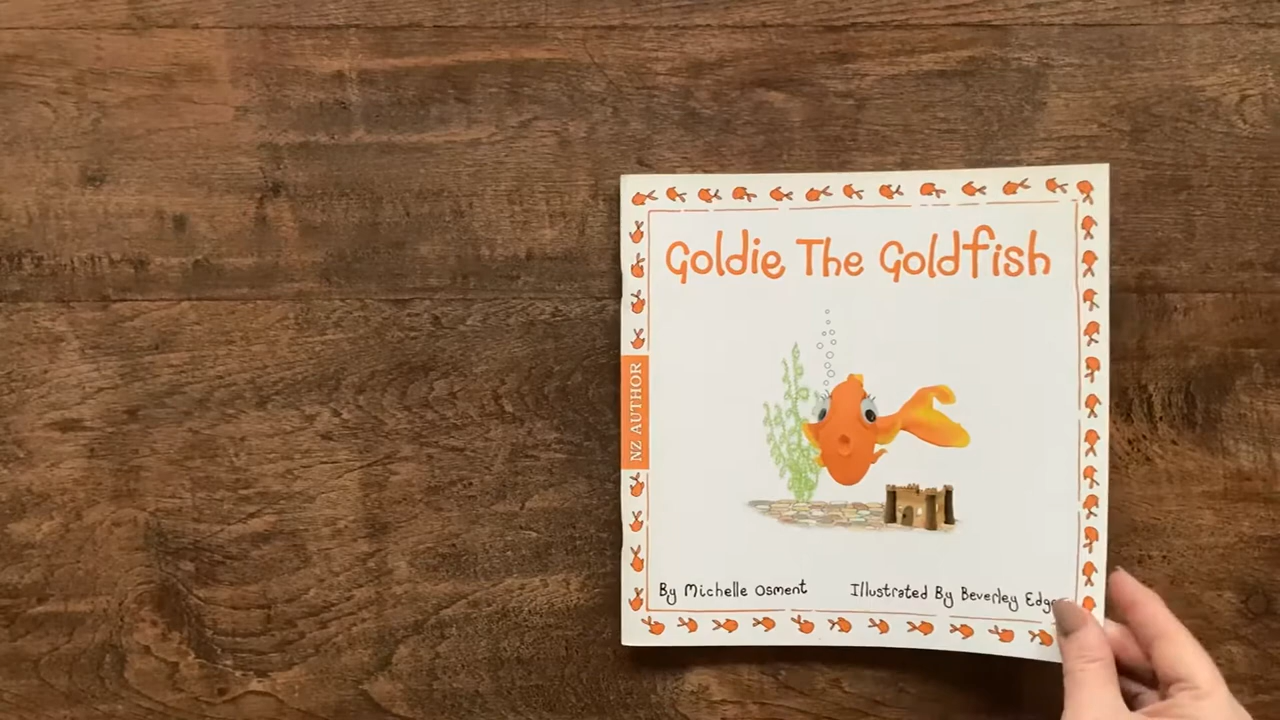 Goldie The Goldfish
NZ AUTHOR
By Michelle Osment
Illustrated By Beverley